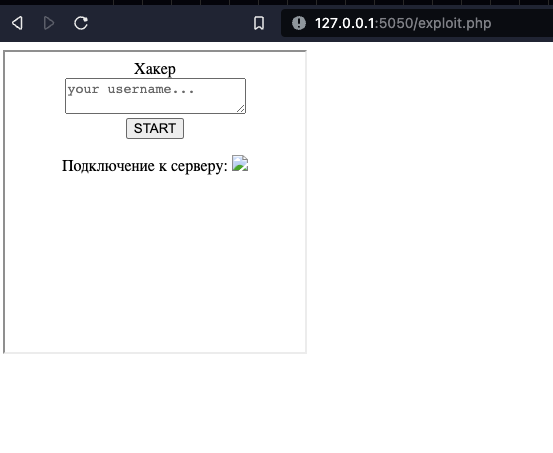 127.0.0.1:5050/exploit.php
Хакер
your username...
START
Подключение к серверу: